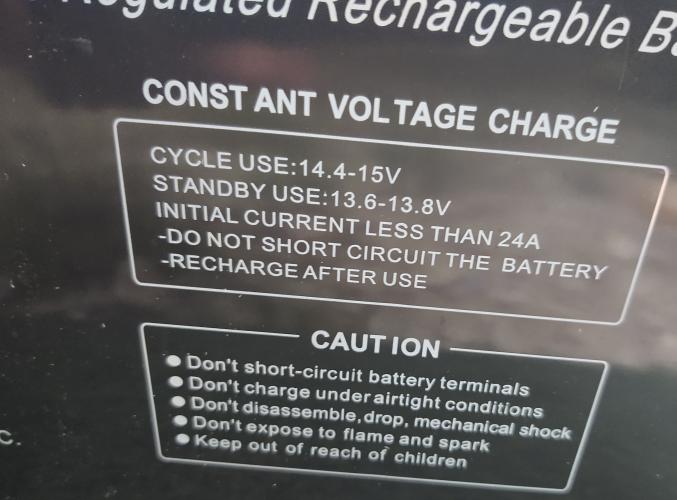 Regulated Rechargeable
CONSTANT VOLTAGE CHARGE
CYCLE USE:14.4-15V
STANDBY USE:13.6-13.8V
INITIAL CURRENT LESS THAN 24A
-DO NOT SHORT CIRCUIT THE BATTERY
-RECHARGE AFTER USE
CAUTION
● Don't short-circuit battery terminals
● Don't charge under airtight conditions
● Don't disassemble,drop, mechanical shock
● Don't expose to flame and spark
● Keep out of reach of children
C.